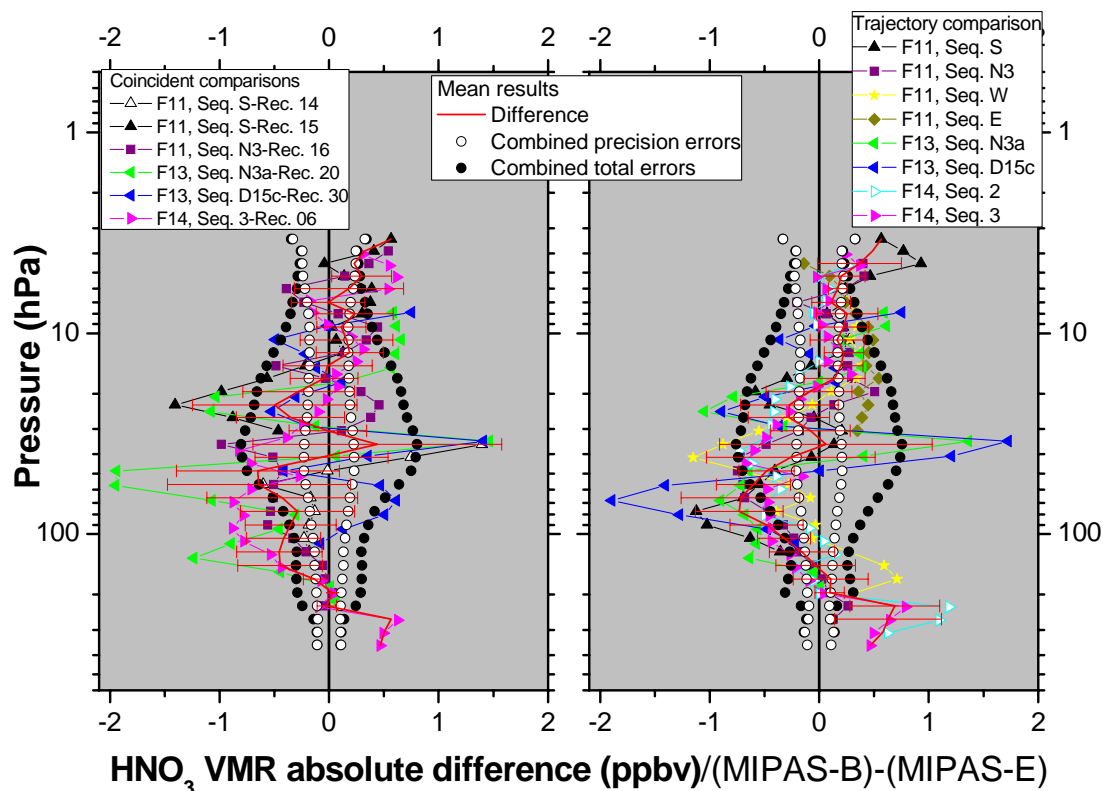 -2 -1 0 1 2
-2 -1 0 1 2
Coincident comparisons
F11, Seq. S-Rec. 14
F11, Seq. S-Rec. 15
F11, Seq. N3-Rec. 16
F13, Seq. N3a-Rec. 20
F13, Seq. D15c-Rec. 30
F14, Seq. 3-Rec. 06
Mean results
Difference
Combined precision errors
Combined total errors
Trajectory comparison
F11, Seq. S
F11, Seq. N3
F11, Seq. W
F11, Seq. E
F13, Seq. N3a
F13, Seq. D15c
F14, Seq. 2
F14, Seq. 3
Pressure (hPa)
1
10
100
1
10
100
-2 -1 0 1 2
-2 -1 0 1 2
HNO₃ VMR absolute difference (ppbv)/(MIPAS-B)-(MIPAS-E)